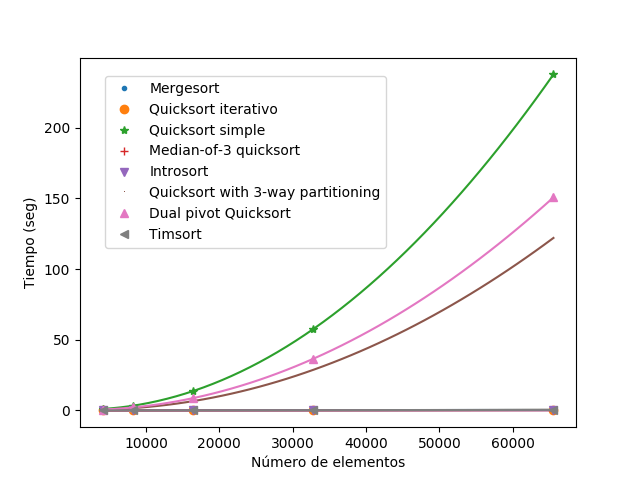 Mergesort
Quicksort iterativo
Quicksort simple
Median-of-3 quicksort
Introsort
Quicksort with 3-way partitioning
Dual pivot Quicksort
Timsort
200
150
100
50
0
Tiempo (seg)
10000 20000 30000 40000 50000 60000
Número de elementos